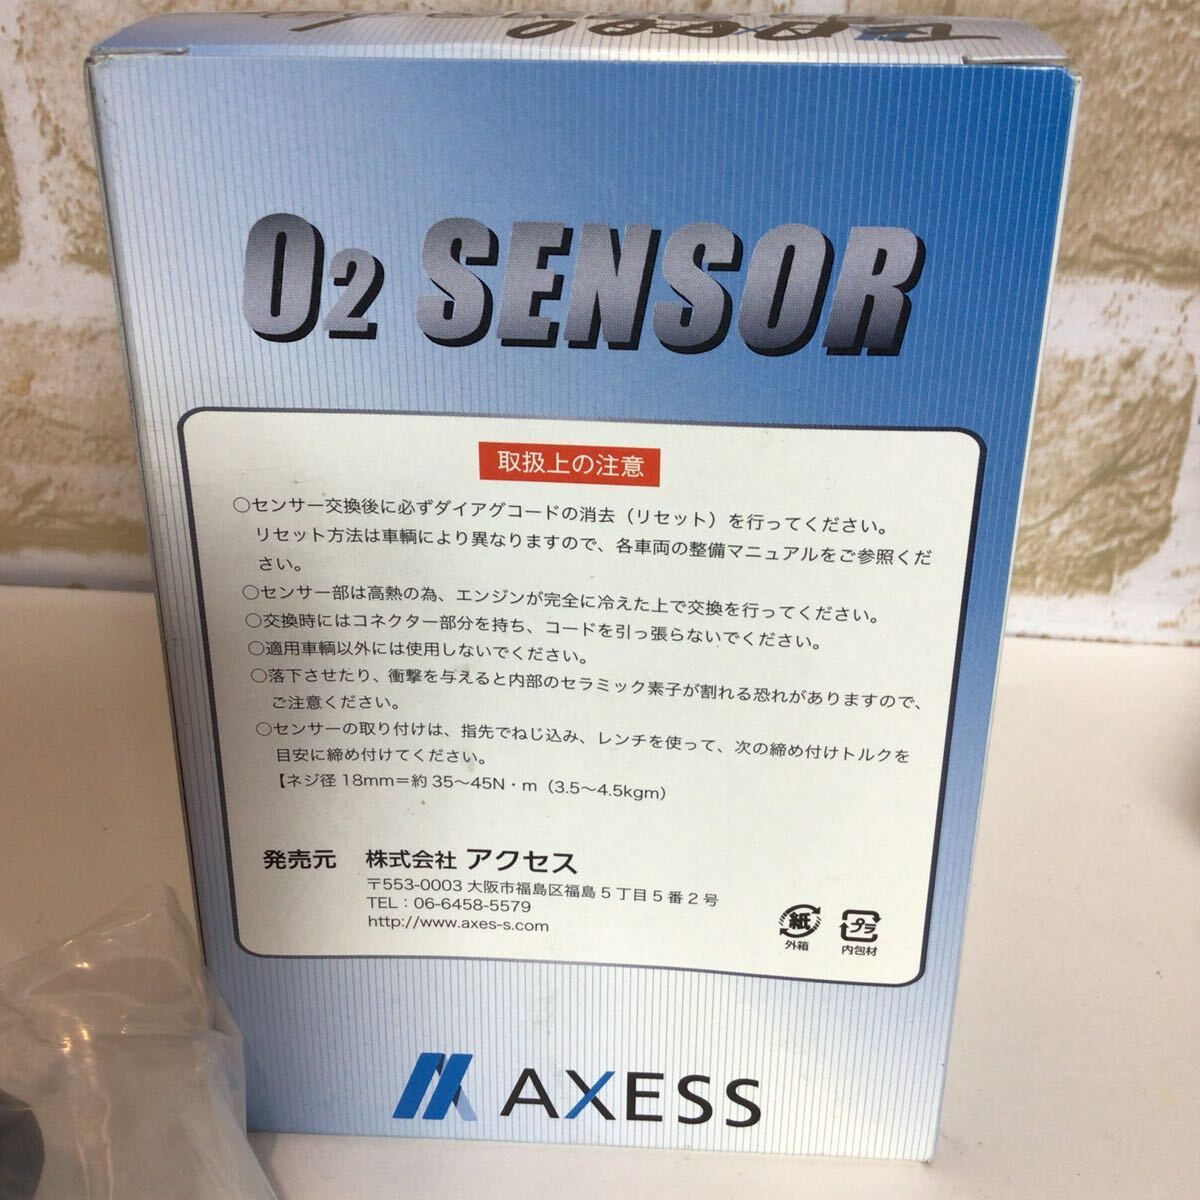 O2 SENSOR
取扱上の注意
○センサー交換後に必ずダイアグコードの消去（リセット）を行ってください。
リセット方法は車輌により異なりますので、各車両の整備マニュアルをご参照くだ
さい。
○センサー部は高熱の為、エンジンが完全に冷えた上で交換を行ってください。
○交換時にはコネクター部分を持ち、コードを引っ張らないでください。
○適用車輌以外には使用しないでください。
○落下させたり、衝撃を与えると内部のセラミック素子が割れる恐れがありますので、
ご注意ください。
○センサーの取り付けは、指先でねじ込み、レンチを使って、次の締め付けトルクを
目安に締め付けてください。
【ネジ径 18mm＝約 35〜45N・m（3.5〜4.5kgm）
発売元 株式会社 アクセス
〒553-0003 大阪市福島区福島 5 丁目 5 番 2 号
TEL：06-6458-5579
http://www.axes-s.com
紙 プラ
外箱 内包材
AXESS